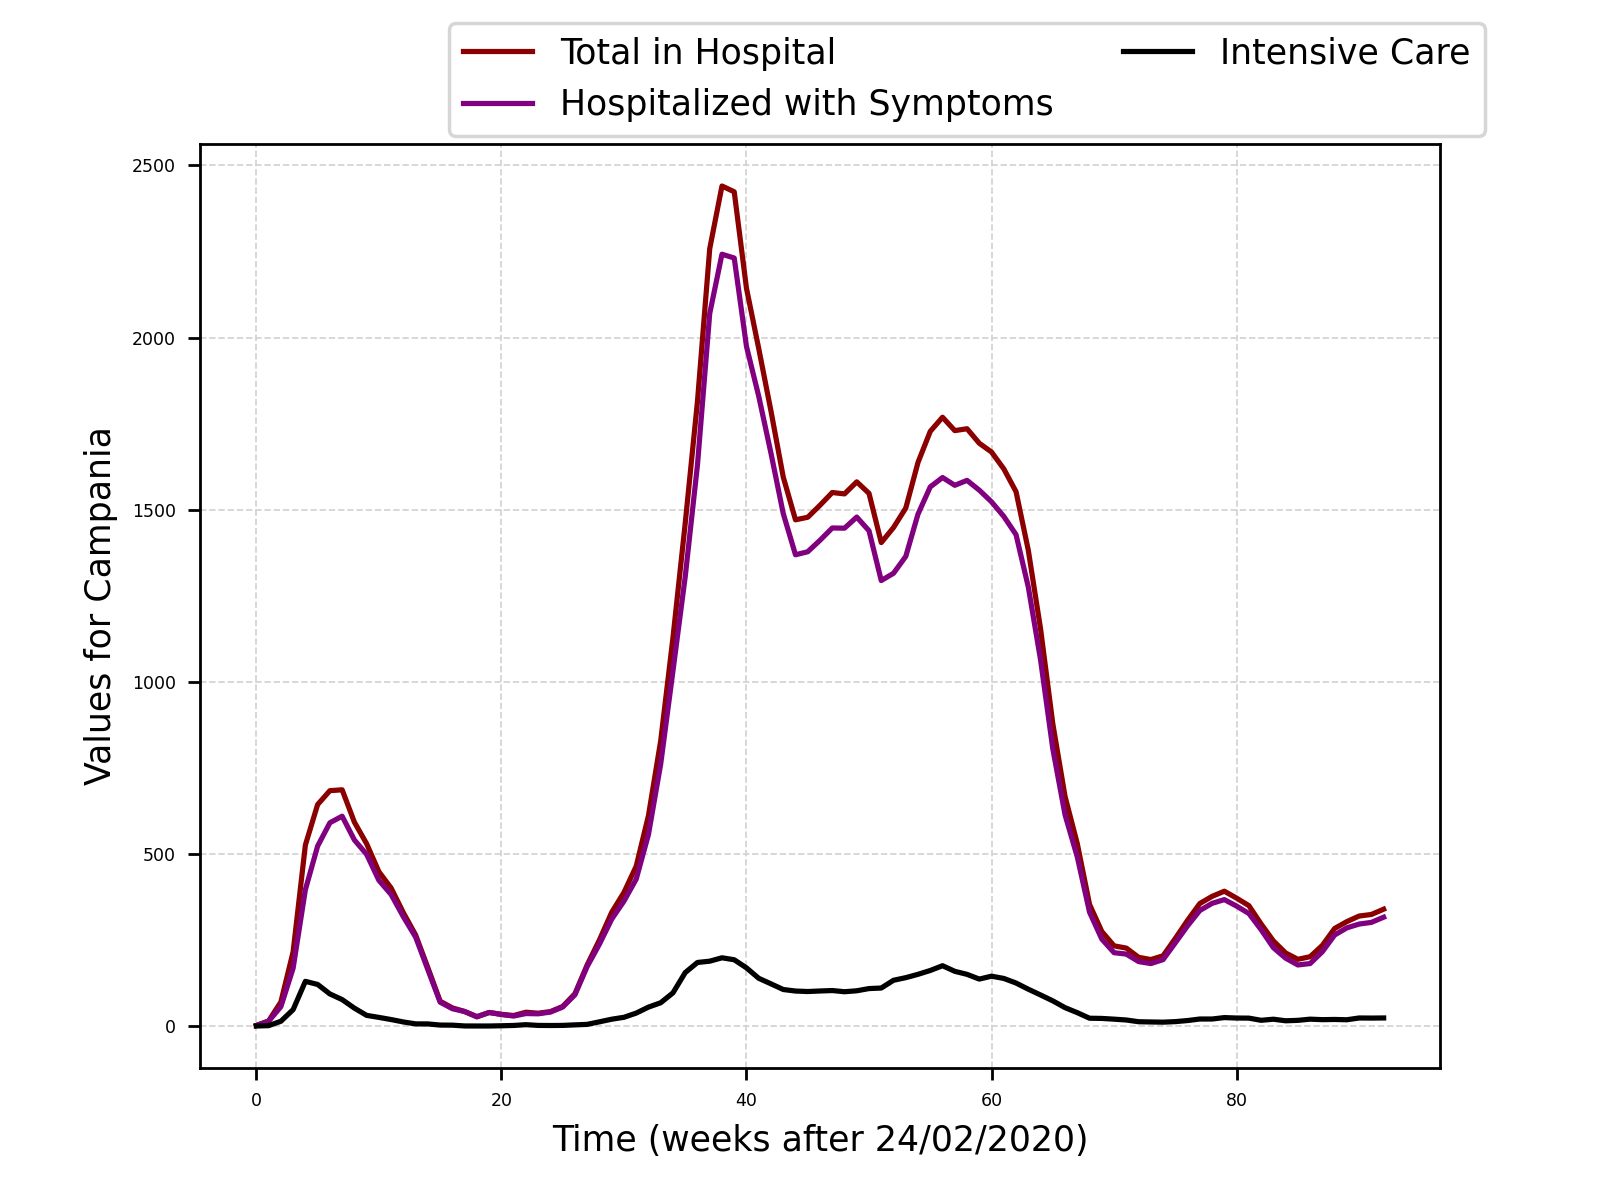 Total in Hospital
Hospitalized with Symptoms
Intensive Care
2500
2000
1500
1000
500
0
Values for Campania
0 20 40 60 80
Time (weeks after 24/02/2020)